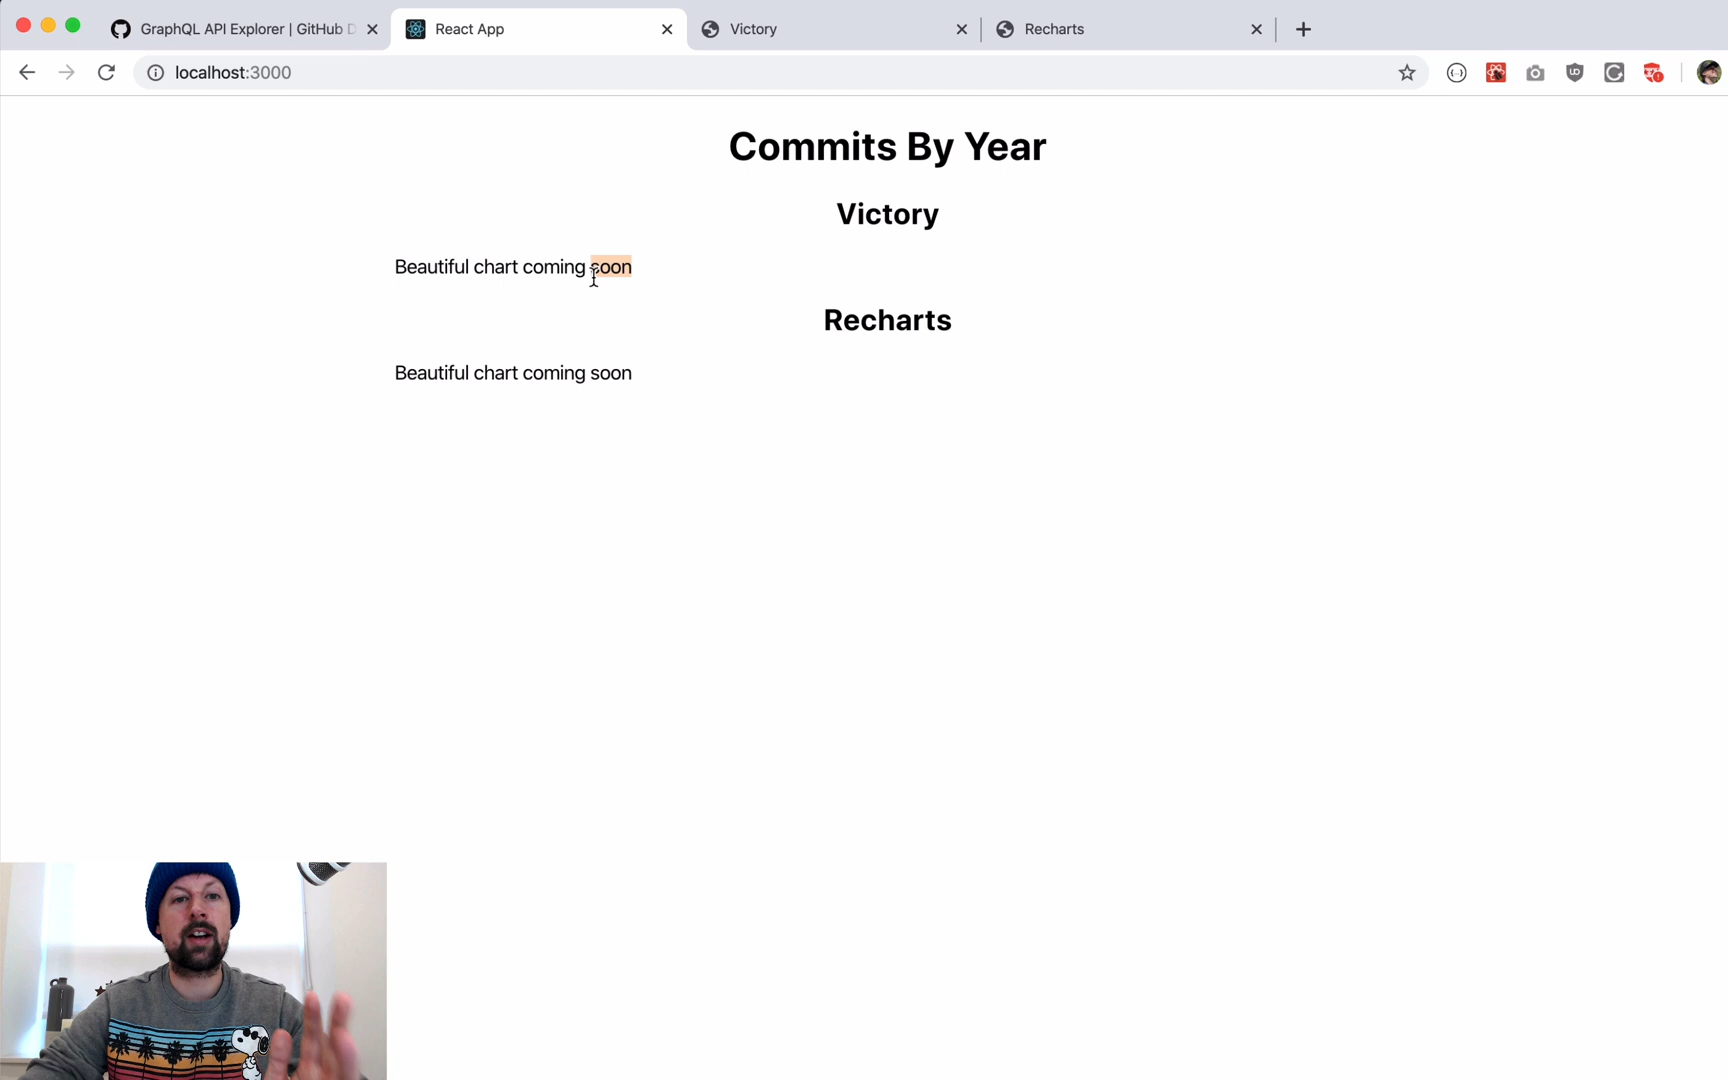 GraphQL API Explorer | GitHub D
React App
Victory
Recharts
localhost:3000
Commits By Year
Victory
Beautiful chart coming soon
Recharts
Beautiful chart coming soon